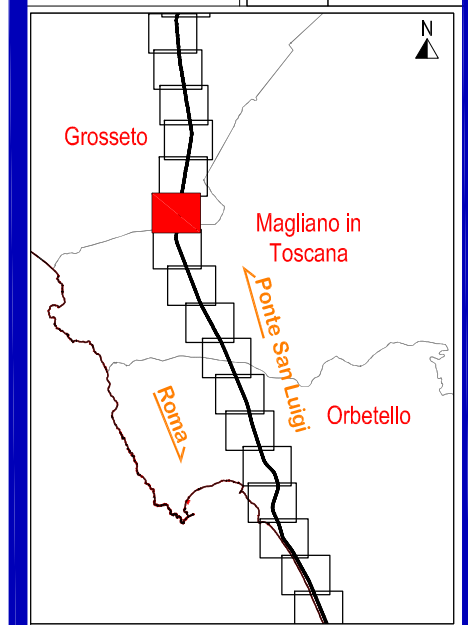 N
Grosseto
Magliano in
Toscana
Ponte San Luigi
Roma
Orbetello